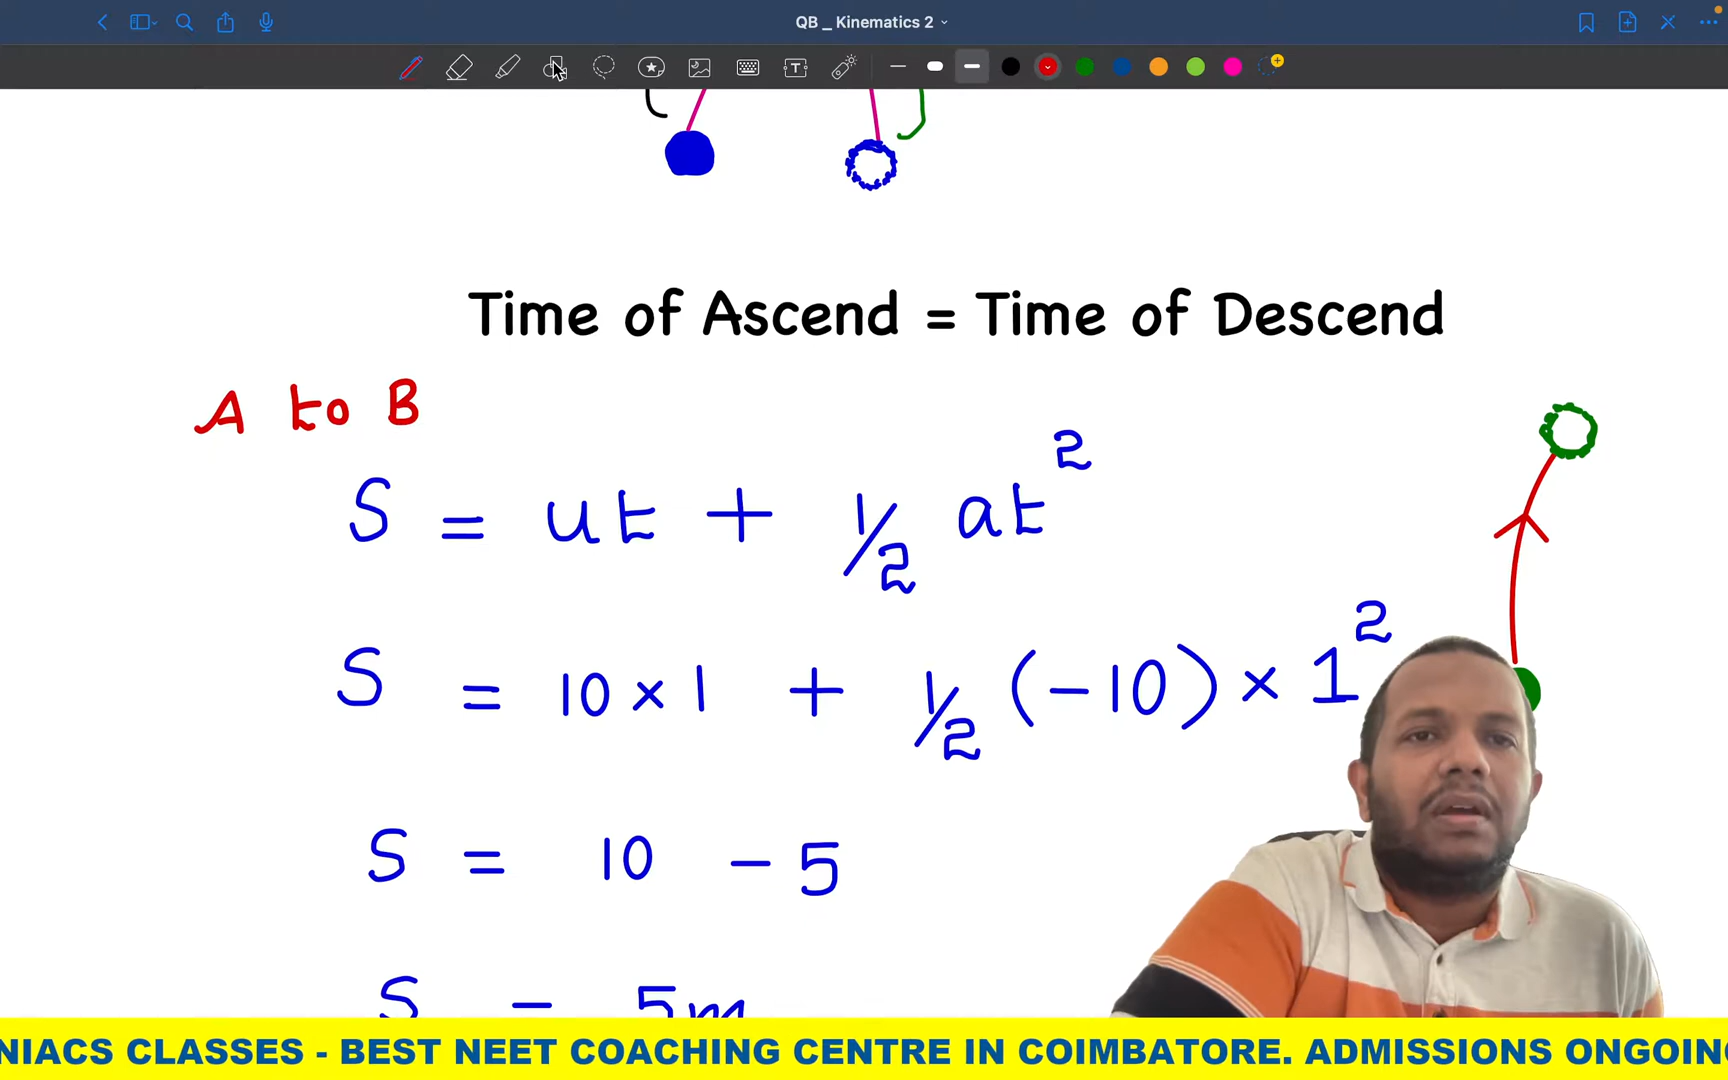 QB _ Kinematics 2
Time of Ascend = Time of Descend
A to B
S = ut + 1/2 at²
S = 10 × 1 + 1/2 (-10) × 1²
S = 10 - 5
S = 5m
NIACS CLASSES - BEST NEET COACHING CENTRE IN COIMBATORE. ADMISSIONS ONGOIN